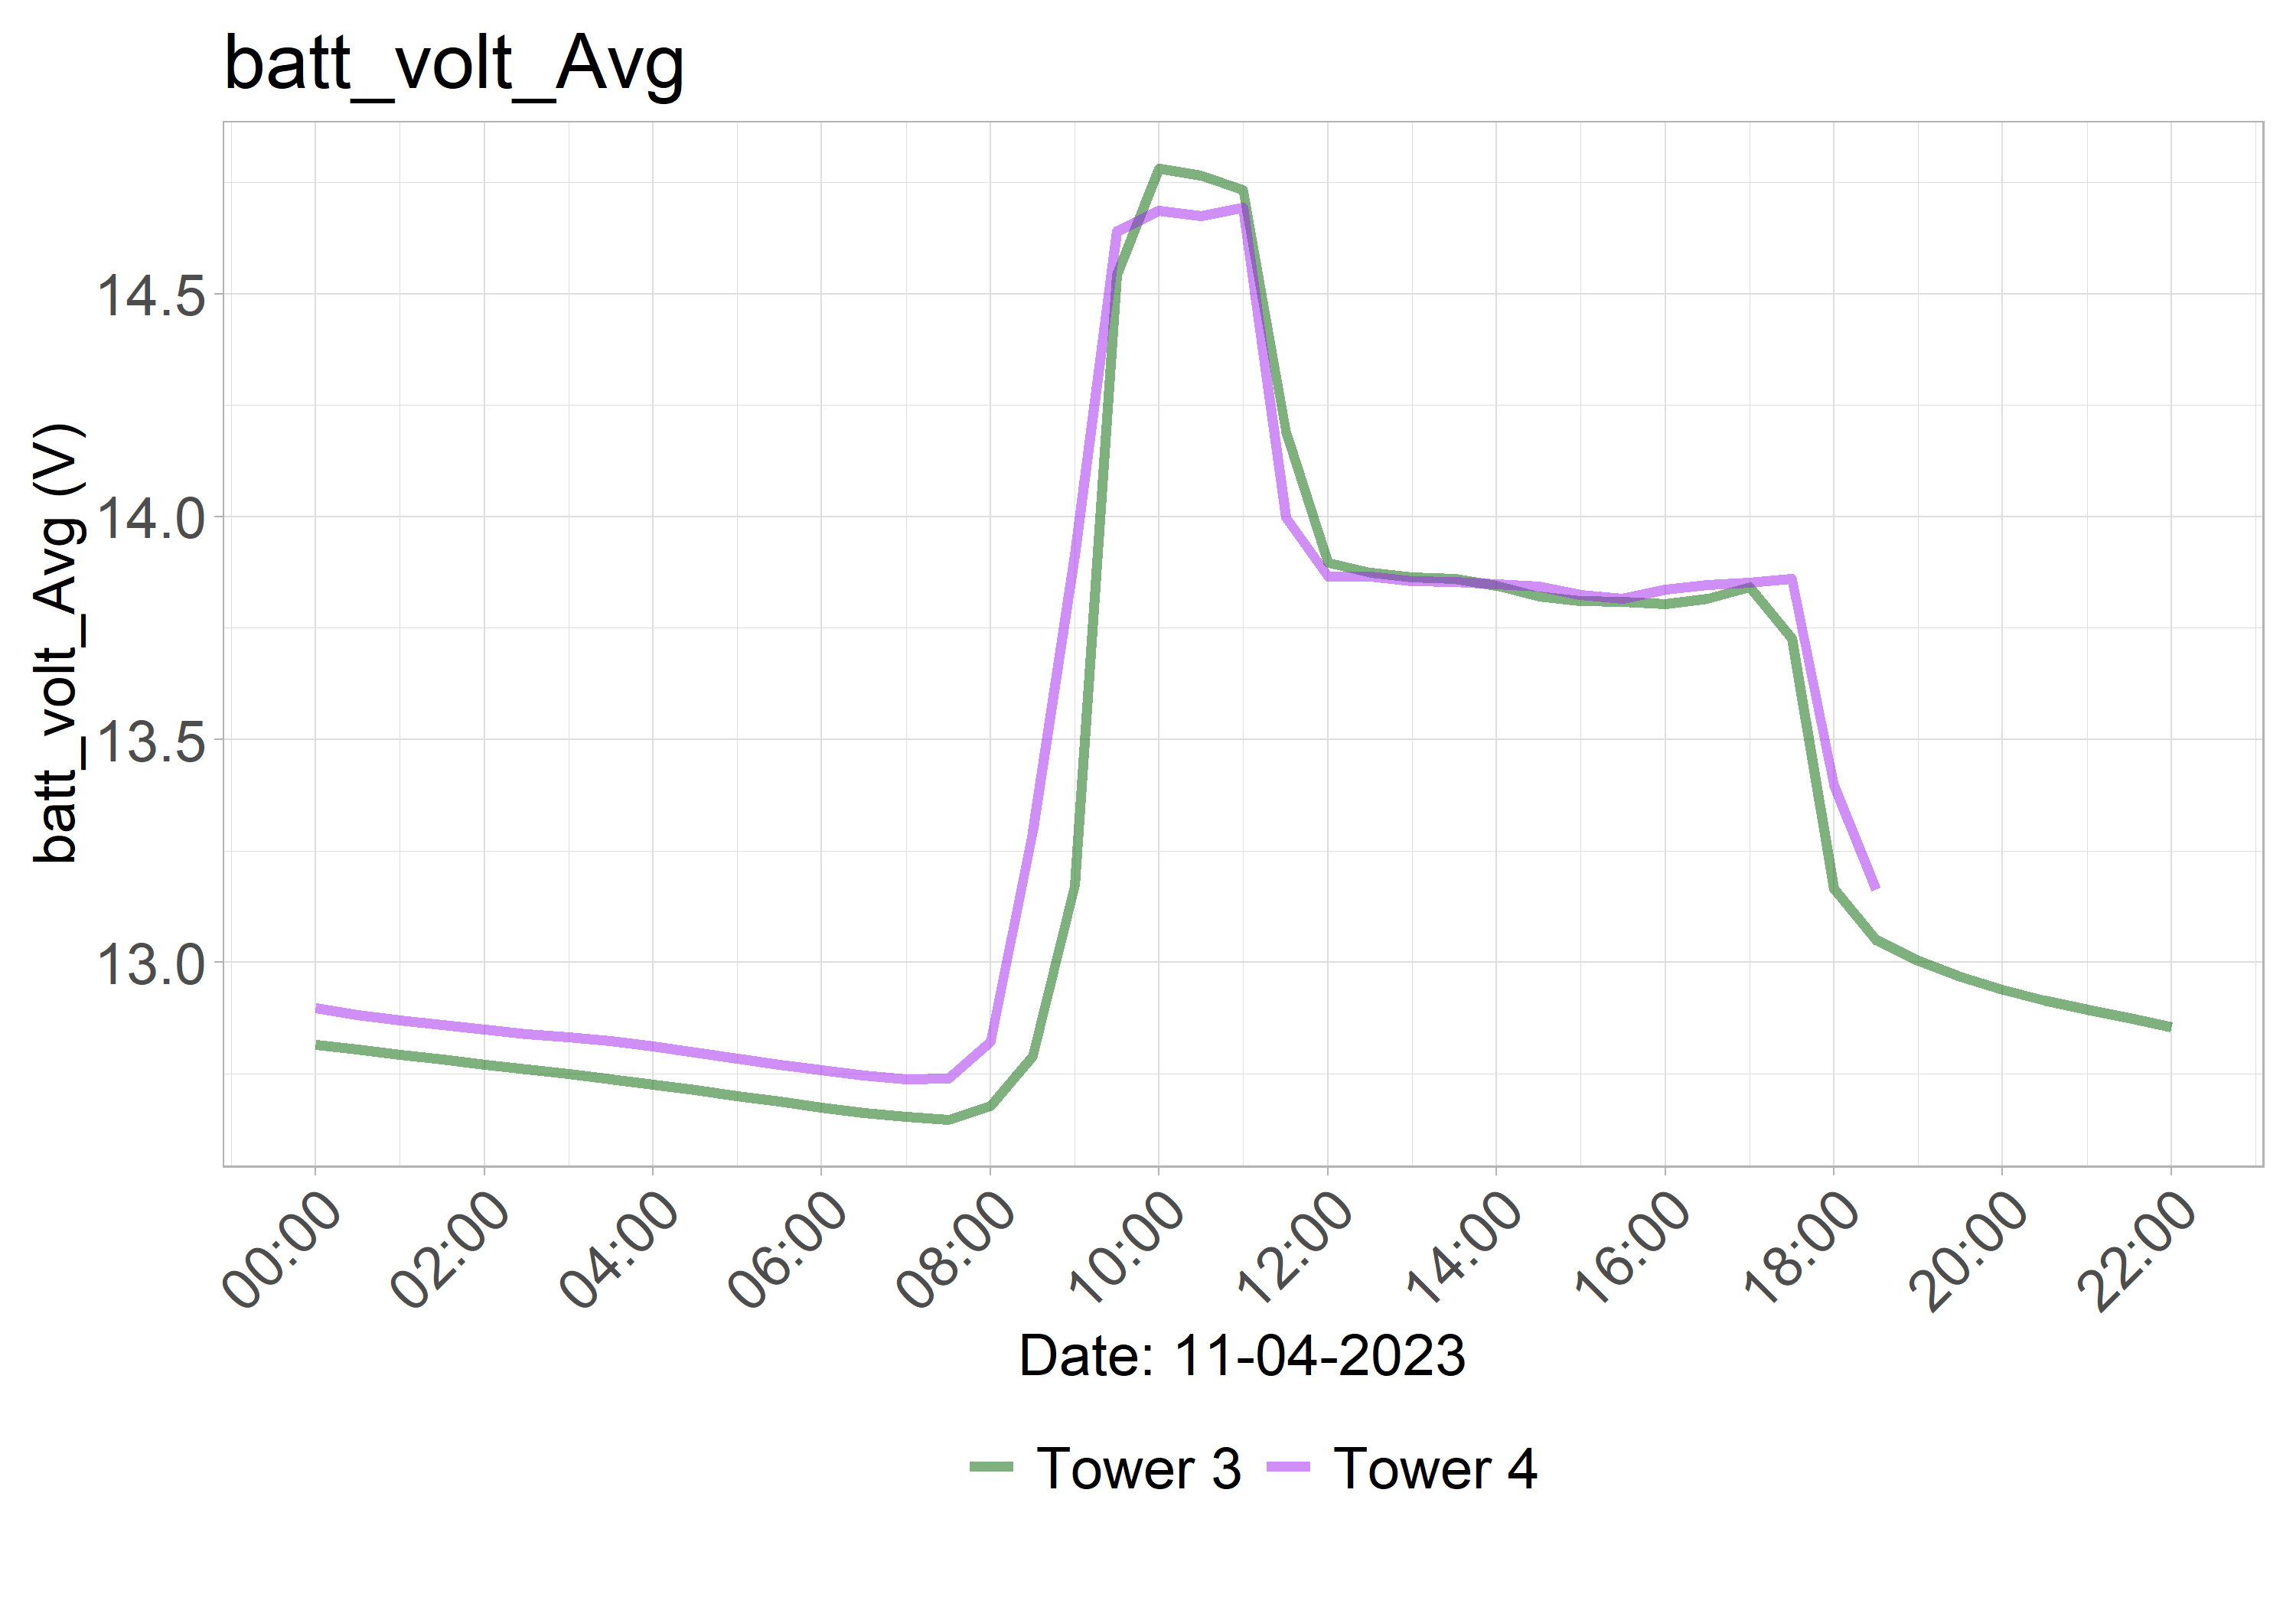 batt_volt_Avg
batt_volt_Avg (V)
14.5
14.0
13.5
13.0
00:00 02:00 04:00 06:00 08:00 10:00 12:00 14:00 16:00 18:00 20:00 22:00
Date: 11-04-2023
Tower 3 Tower 4